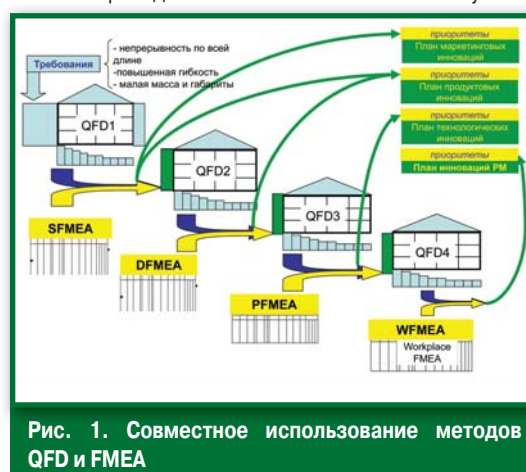 Требования
- непрерывность по всей
длине
-повышенная гибкость
- малая масса и габариты
приоритеты
План маркетинговых
инноваций
приоритеты
План продуктовых
инноваций
приоритеты
План технологических
инноваций
приоритеты
План инноваций РМ
QFD1
QFD2
QFD3
QFD4
SFMEA
DFMEA
PFMEA
WFMEA
Workplace
FMEA
Рис. 1. Совместное использование методов
QFD и FMEA